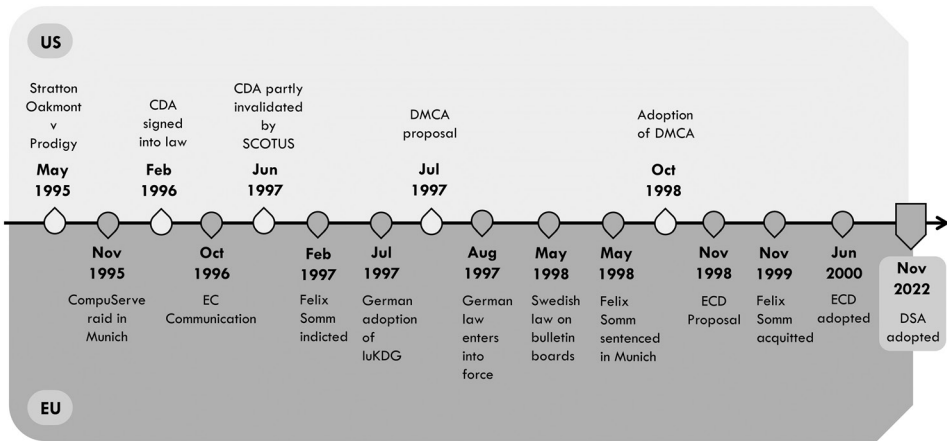 US
Stratton
Oakmont
v
Prodigy
May
1995
CDA
signed
into law
Feb
1996
CDA partly
invalidated
by
SCOTUS
Jun
1997
DMCA
proposal
Jul
1997
Adoption
of DMCA
Oct
1998
Nov
1995
CompuServe
raid in
Munich
Oct
1996
EC
Communication
Feb
1997
Felix
Somm
indicted
Jul
1997
German
adoption
of
IuKDG
Aug
1997
German
law
enters
into
force
May
1998
Swedish
law on
bulletin
boards
May
1998
Felix
Somm
sentenced
in Munich
Nov
1998
ECD
Proposal
Nov
1999
Felix
Somm
acquitted
Jun
2000
ECD
adopted
Nov
2022
DSA
adopted
EU